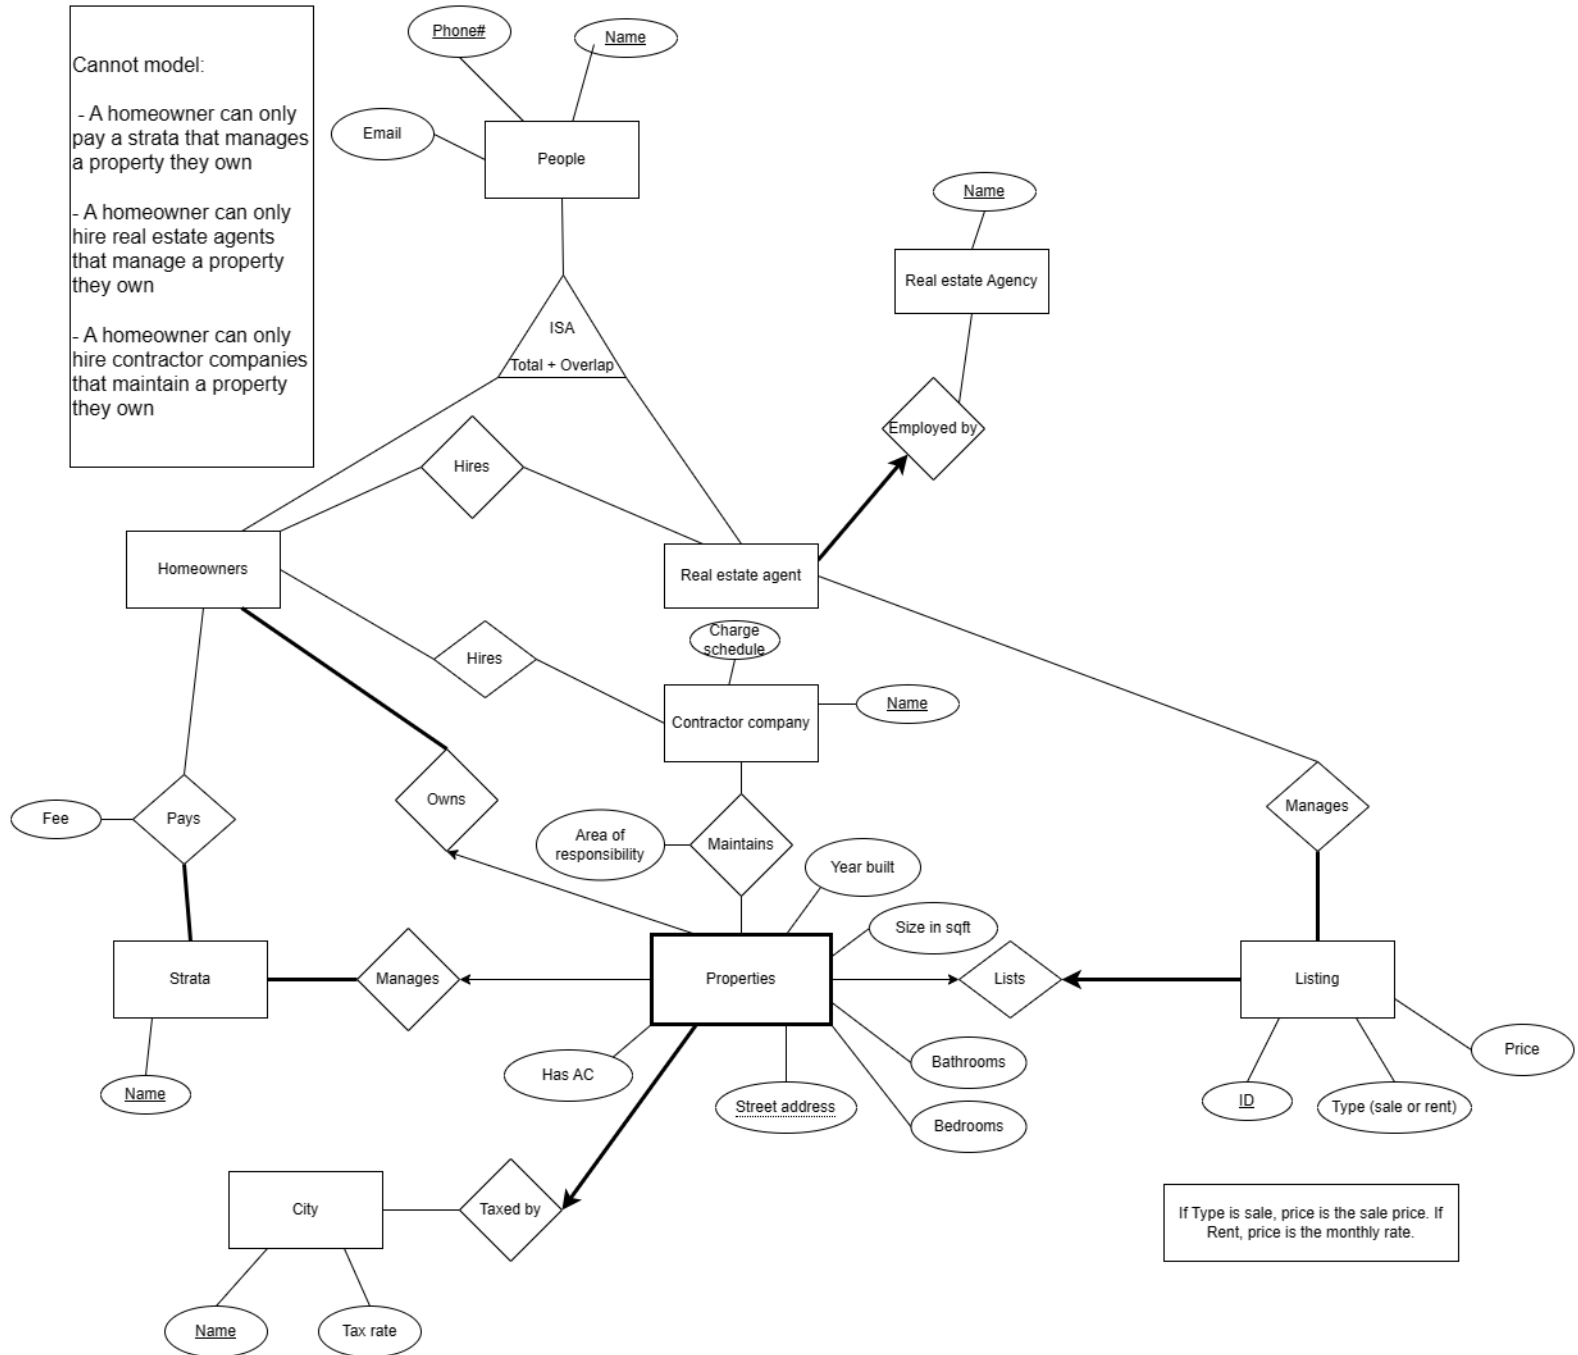 Cannot model:
- A homeowner can only
pay a strata that manages
a property they own
- A homeowner can only
hire real estate agents
that manage a property
they own
- A homeowner can only
hire contractor companies
that maintain a property
they own
Phone#
Name
Email
People
Name
Real estate Agency
ISA
Total + Overlap
Employed by
Hires
Homeowners
Real estate agent
Charge
schedule
Hires
Contractor company
Name
Fee
Pays
Owns
Area of
responsibility
Maintains
Manages
Year built
Size in sqft
Strata
Manages
Properties
Lists
Listing
Has AC
Bathrooms
Price
Name
Street address
Bedrooms
ID
Type (sale or rent)
City
Taxed by
If Type is sale, price is the sale price. If
Rent, price is the monthly rate.
Name
Tax rate